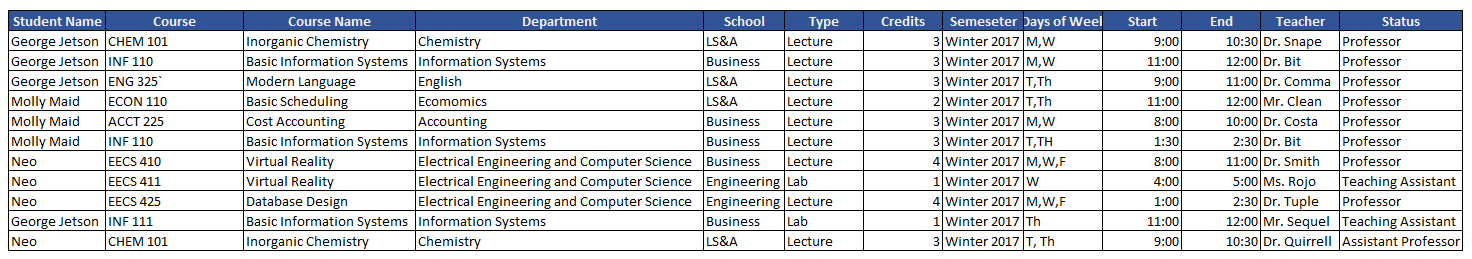 Student Name Course Course Name Department School Type Credits Semeseter Days of Week Start End Teacher Status
George Jetson CHEM 101 Inorganic Chemistry Chemistry LS&A Lecture 3 Winter 2017 M,W 9:00 10:30 Dr. Snape Professor
George Jetson INF 110 Basic Information Systems Information Systems Business Lecture 3 Winter 2017 M,W 11:00 12:00 Dr. Bit Professor
George Jetson ENG 325` Modern Language English LS&A Lecture 3 Winter 2017 T,Th 9:00 11:00 Dr. Comma Professor
Molly Maid ECON 110 Basic Scheduling Ecomomics LS&A Lecture 2 Winter 2017 T,Th 11:00 12:00 Mr. Clean Professor
Molly Maid ACCT 225 Cost Accounting Accounting Business Lecture 3 Winter 2017 M,W 8:00 10:00 Dr. Costa Professor
Molly Maid INF 110 Basic Information Systems Information Systems Business Lecture 3 Winter 2017 T,TH 1:30 2:30 Dr. Bit Professor
Neo EECS 410 Virtual Reality Electrical Engineering and Computer Science Business Lecture 4 Winter 2017 M,W,F 8:00 11:00 Dr. Smith Professor
Neo EECS 411 Virtual Reality Electrical Engineering and Computer Science Engineering Lab 1 Winter 2017 W 4:00 5:00 Ms. Rojo Teaching Assistant
Neo EECS 425 Database Design Electrical Engineering and Computer Science Engineering Lecture 4 Winter 2017 M,W,F 1:00 2:30 Dr. Tuple Professor
George Jetson INF 111 Basic Information Systems Information Systems Business Lab 1 Winter 2017 Th 11:00 12:00 Mr. Sequel Teaching Assistant
Neo CHEM 101 Inorganic Chemistry Chemistry LS&A Lecture 3 Winter 2017 T, Th 9:00 10:30 Dr. Quirrell Assistant Professor